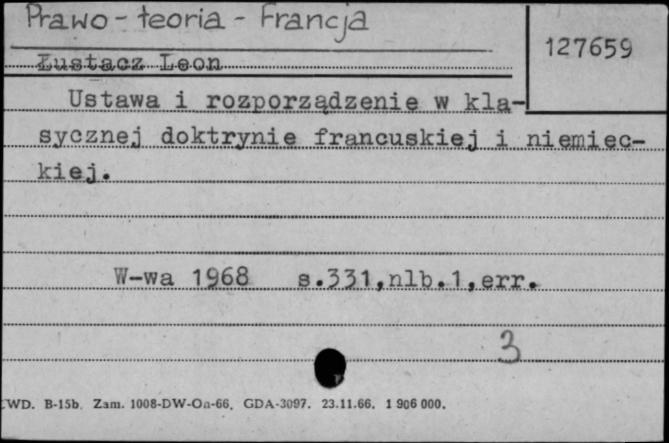 Prawo - teoria - Francja
127659
Łustacz Leon
Ustawa i rozporządzenie w kla-
sycznej doktrynie francuskiej i niemiec-
kiej.
W-wa 1968 s.331,nlb.1,err.
3
CWD. B-15b. Zam. 1008-DW-On-66. GDA-3097. 23.11.66. 1 906 000.